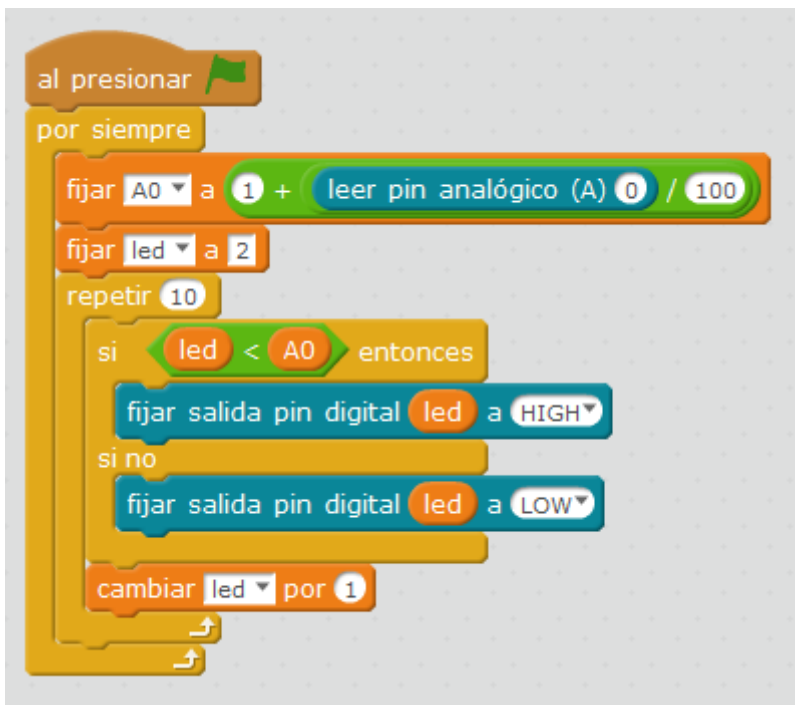 al presionar
por siempre
fijar A0 a 1 + leer pin analógico (A) 0 / 100
fijar led a 2
repetir 10
si led < A0 entonces
fijar salida pin digital led a HIGH
si no
fijar salida pin digital led a LOW
cambiar led por 1